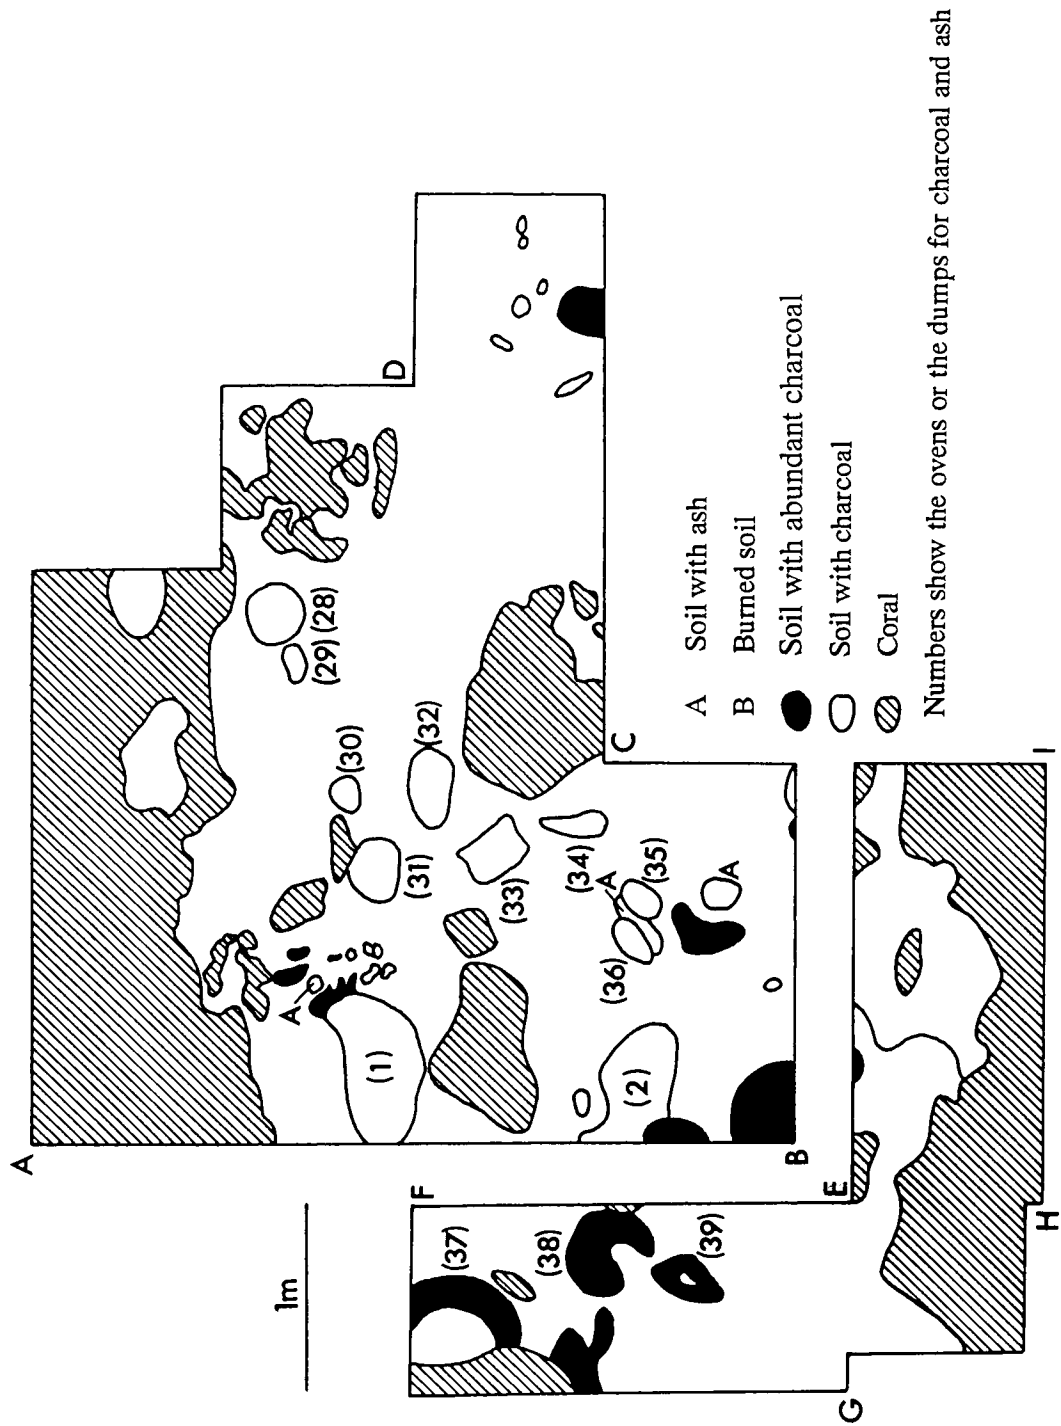 A
B
C
D
E
F
G
H
I
1m
(1)
(2)
(28)
(29)
(30)
(31)
(32)
(33)
(34)
(35)
(36)
(37)
(38)
(39)
A
A
A
B
A Soil with ash
B Burned soil
Soil with abundant charcoal
Soil with charcoal
Coral
Numbers show the ovens or the dumps for charcoal and ash